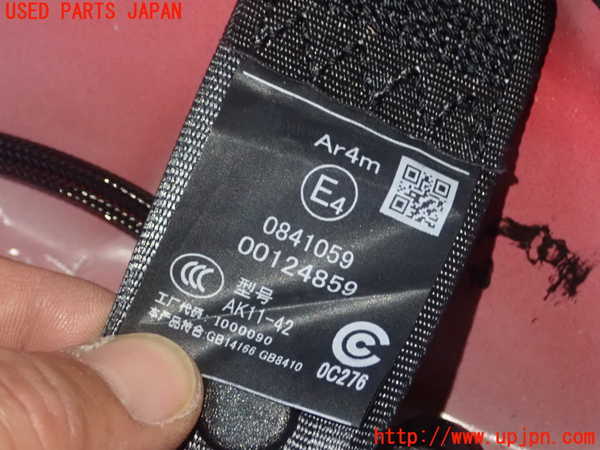 USED PARTS JAPAN
Ar4m
E4
0841059
00124859
CCC 型号
AK11-42
工厂代码: 1000090
本产品符合 GB14166 GB8410
0C276
http://www.upjpn.com/